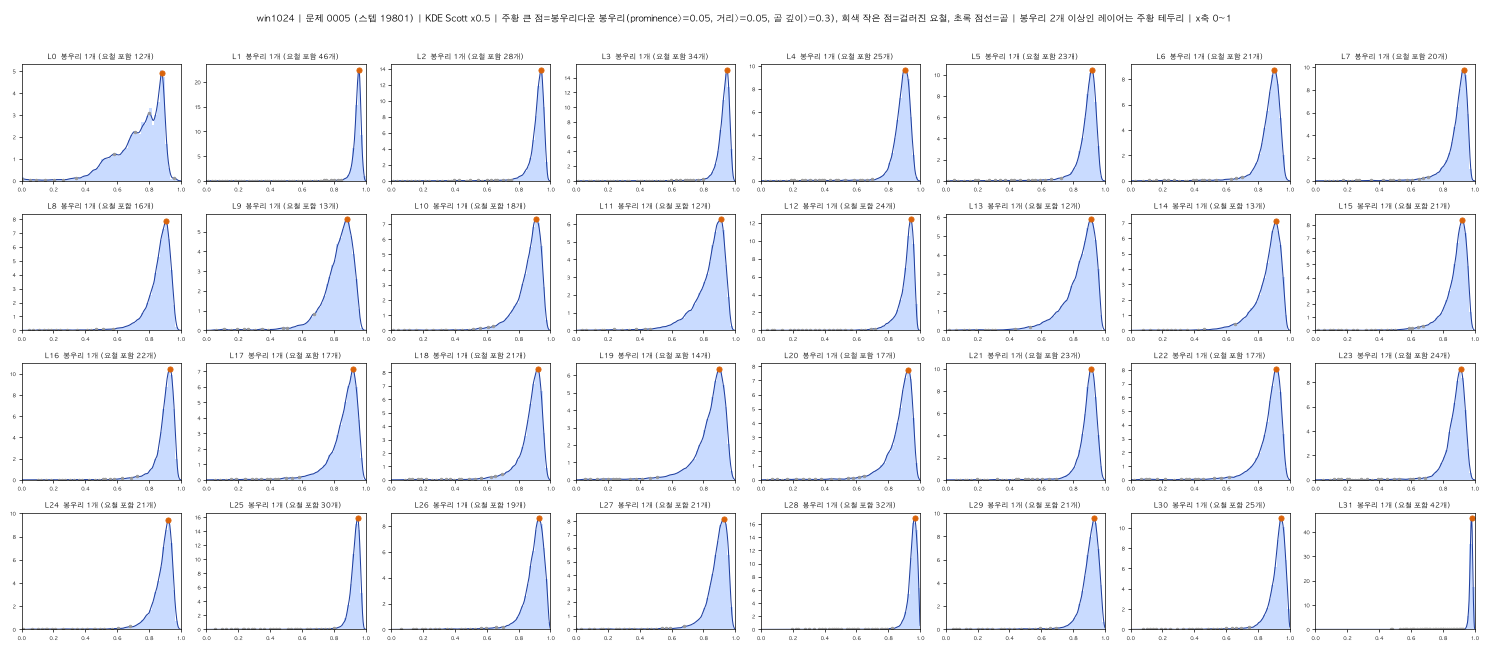 win1024 | 문제 0005 (스텝 19801) | KDE Scott x0.5 | 주황 큰 점=봉우리다운 봉우리(prominence>=0.05, 거리>=0.05, 골 깊이>=0.3), 회색 작은 점=걸러진 요철, 초록 점선=골 | 봉우리 2개 이상인 레이어는 주황 테두리 | x축 0~1
L0 봉우리 1개 (요철 포함 12개)
L1 봉우리 1개 (요철 포함 46개)
L2 봉우리 1개 (요철 포함 28개)
L3 봉우리 1개 (요철 포함 34개)
L4 봉우리 1개 (요철 포함 25개)
L5 봉우리 1개 (요철 포함 23개)
L6 봉우리 1개 (요철 포함 21개)
L7 봉우리 1개 (요철 포함 20개)
L8 봉우리 1개 (요철 포함 16개)
L9 봉우리 1개 (요철 포함 13개)
L10 봉우리 1개 (요철 포함 18개)
L11 봉우리 1개 (요철 포함 12개)
L12 봉우리 1개 (요철 포함 24개)
L13 봉우리 1개 (요철 포함 12개)
L14 봉우리 1개 (요철 포함 13개)
L15 봉우리 1개 (요철 포함 21개)
L16 봉우리 1개 (요철 포함 22개)
L17 봉우리 1개 (요철 포함 17개)
L18 봉우리 1개 (요철 포함 21개)
L19 봉우리 1개 (요철 포함 14개)
L20 봉우리 1개 (요철 포함 17개)
L21 봉우리 1개 (요철 포함 23개)
L22 봉우리 1개 (요철 포함 17개)
L23 봉우리 1개 (요철 포함 24개)
L24 봉우리 1개 (요철 포함 21개)
L25 봉우리 1개 (요철 포함 30개)
L26 봉우리 1개 (요철 포함 19개)
L27 봉우리 1개 (요철 포함 21개)
L28 봉우리 1개 (요철 포함 32개)
L29 봉우리 1개 (요철 포함 21개)
L30 봉우리 1개 (요철 포함 25개)
L31 봉우리 1개 (요철 포함 42개)